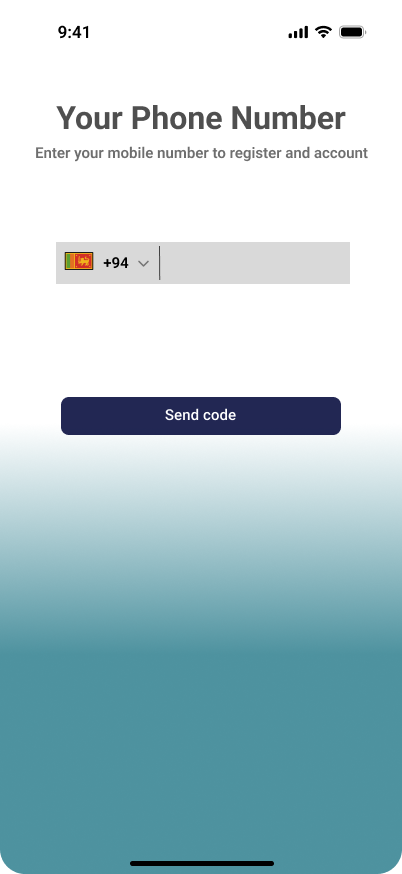 9:41
Your Phone Number
Enter your mobile number to register and account
+94
Send code